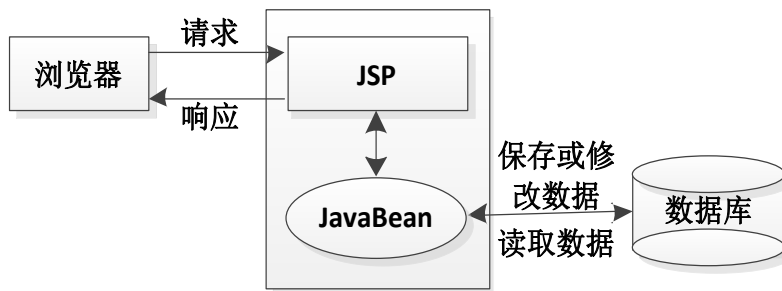 请求
浏览器
JSP
响应
保存或修
改数据
JavaBean
数据库
读取数据